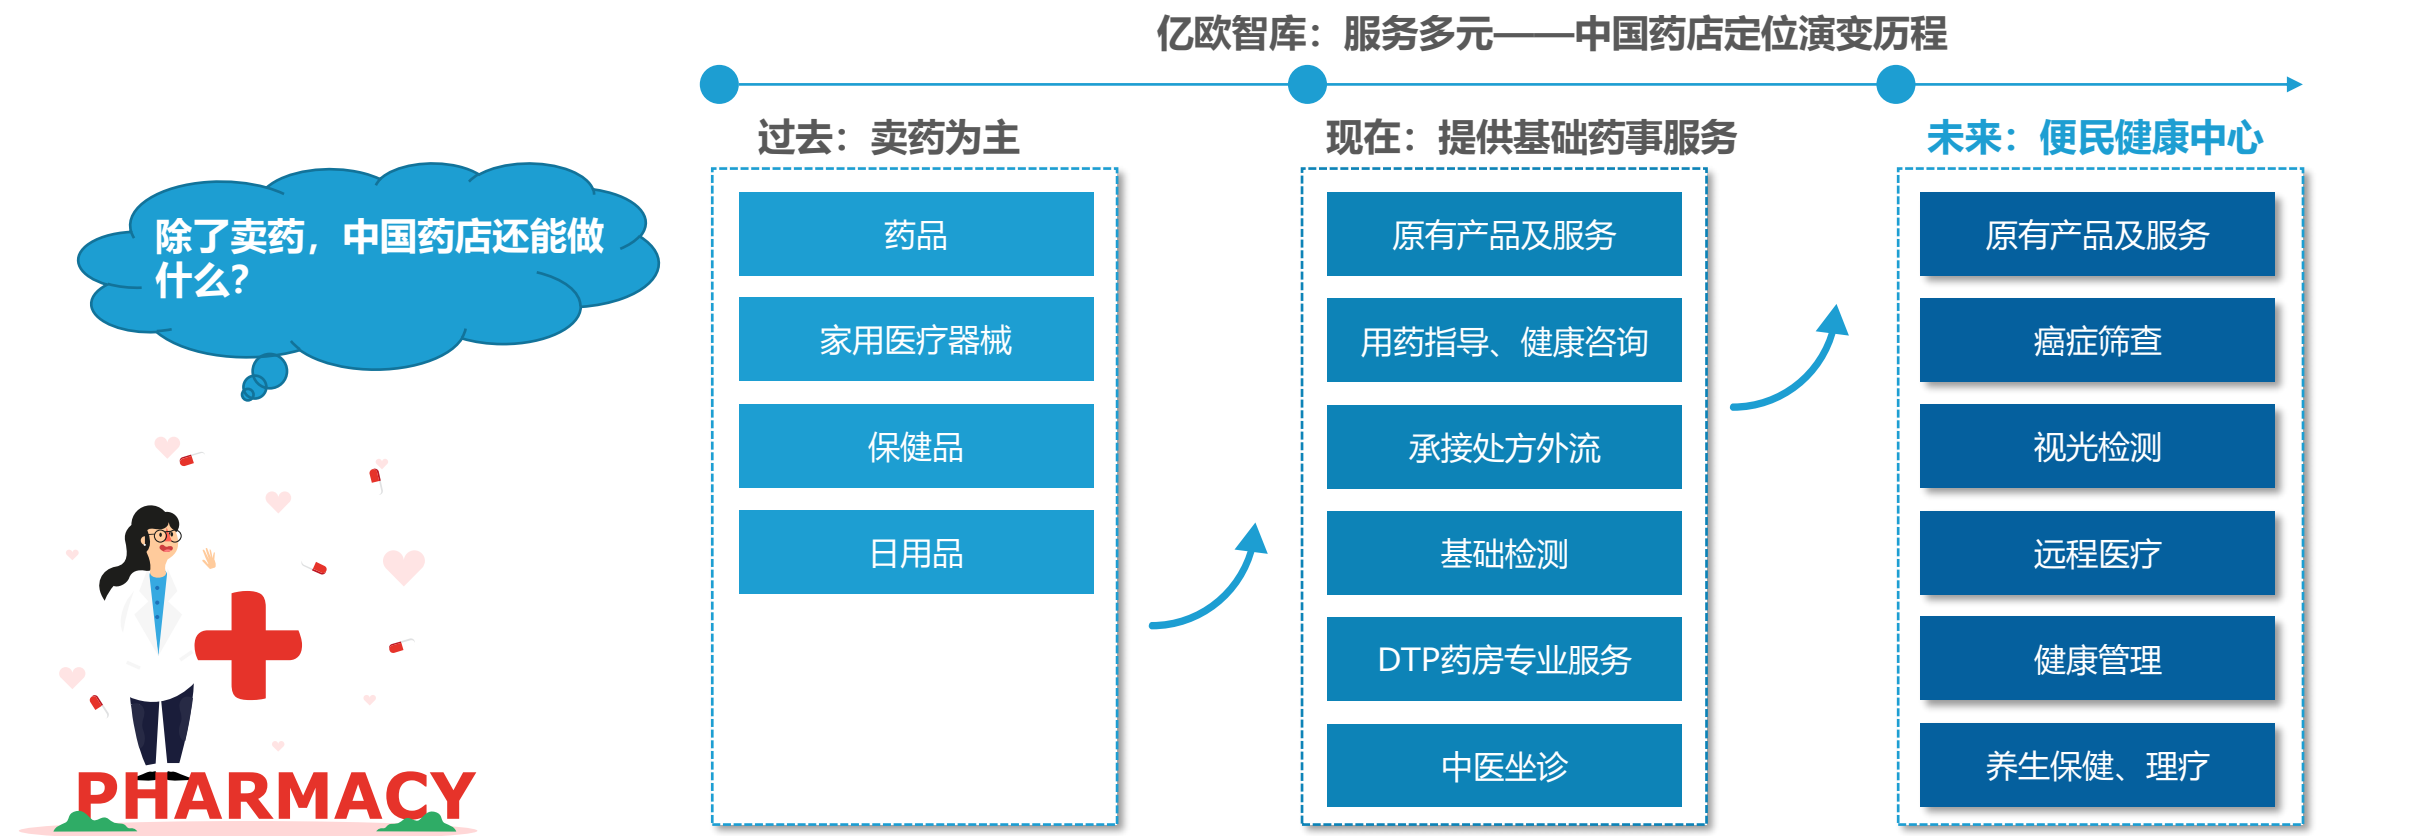 亿欧智库：服务多元——中国药店定位演变历程
除了卖药，中国药店还能做
什么？
PHARMACY
过去：卖药为主
药品
家用医疗器械
保健品
日用品
现在：提供基础药事服务
原有产品及服务
用药指导、健康咨询
承接处方外流
基础检测
DTP药房专业服务
中医坐诊
未来：便民健康中心
原有产品及服务
癌症筛查
视光检测
远程医疗
健康管理
养生保健、理疗